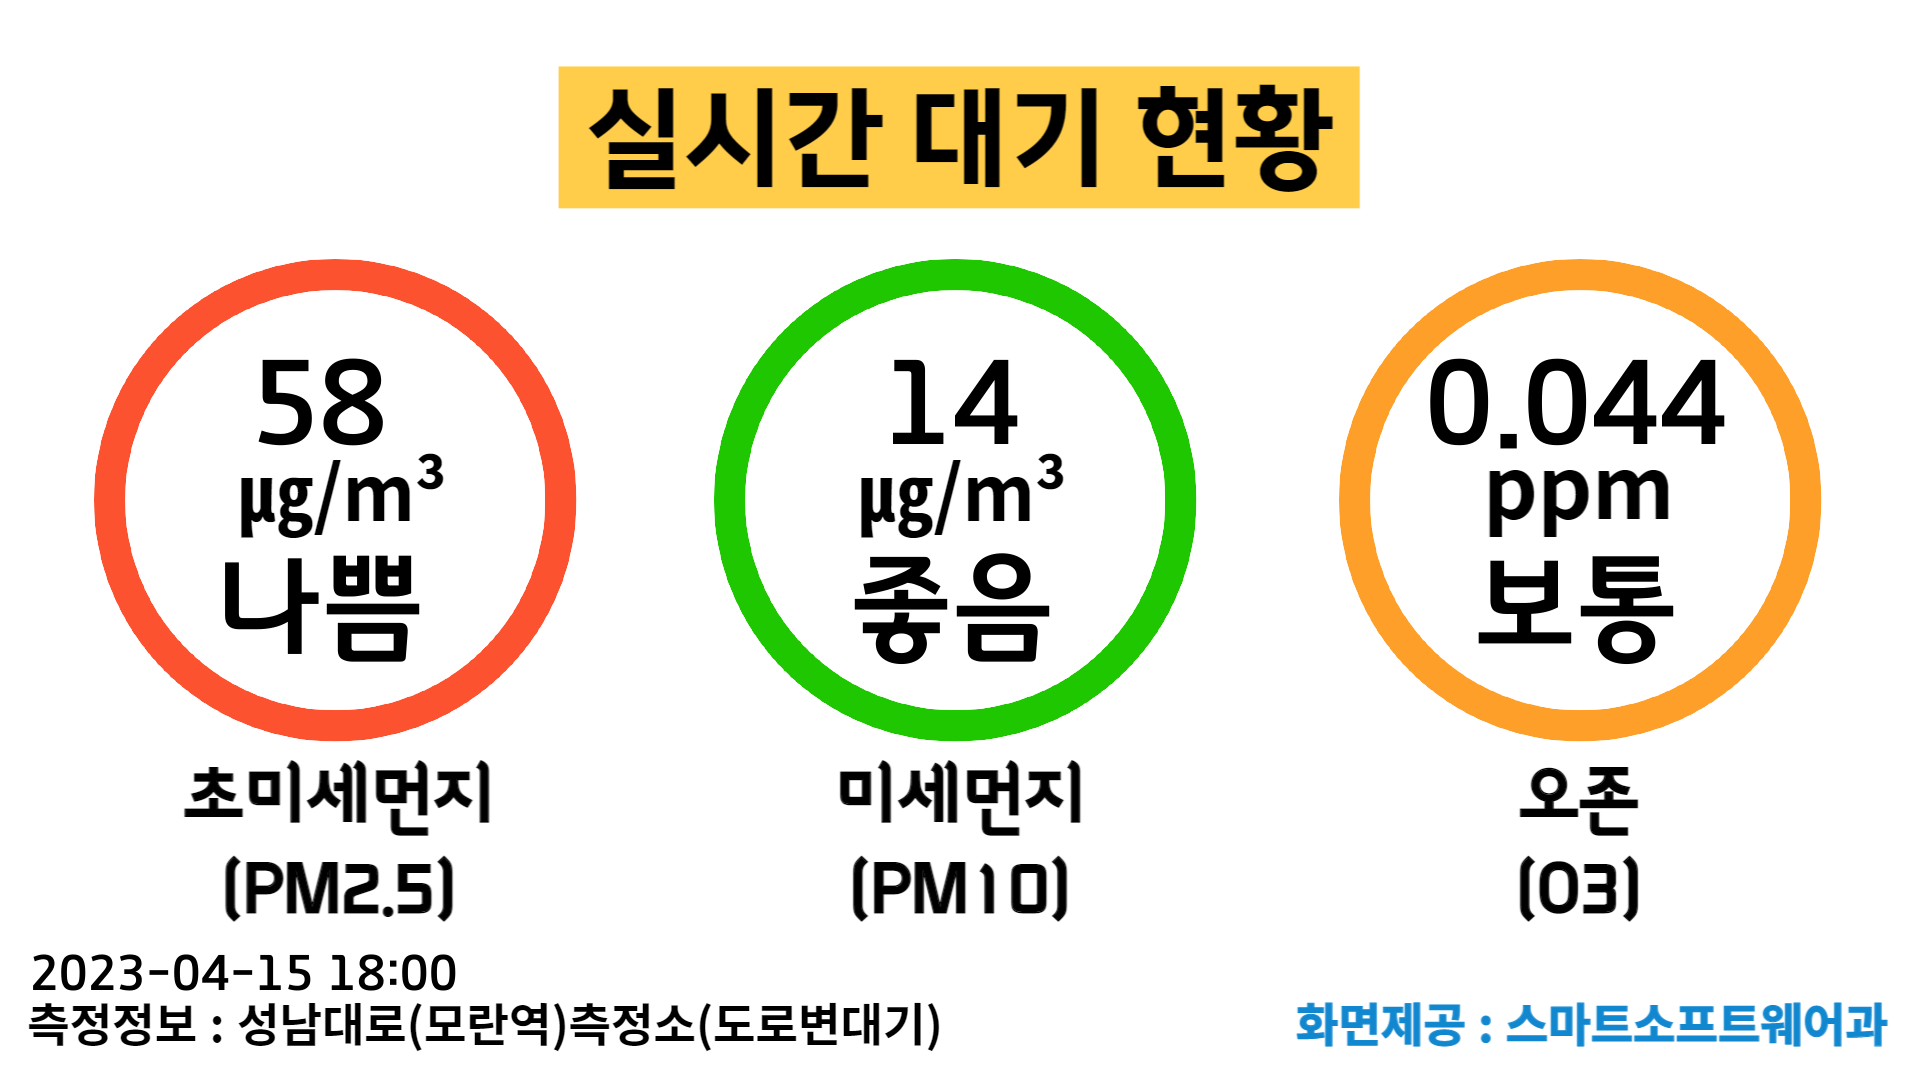 실시간 대기 현황
58
μg/m³
나쁨
초미세먼지
(PM2.5)
14
μg/m³
좋음
미세먼지
(PM10)
0.044
ppm
보통
오존
(O3)
2023-04-15 18:00
측정정보 : 성남대로(모란역)측정소(도로변대기)
화면제공 : 스마트소프트웨어과